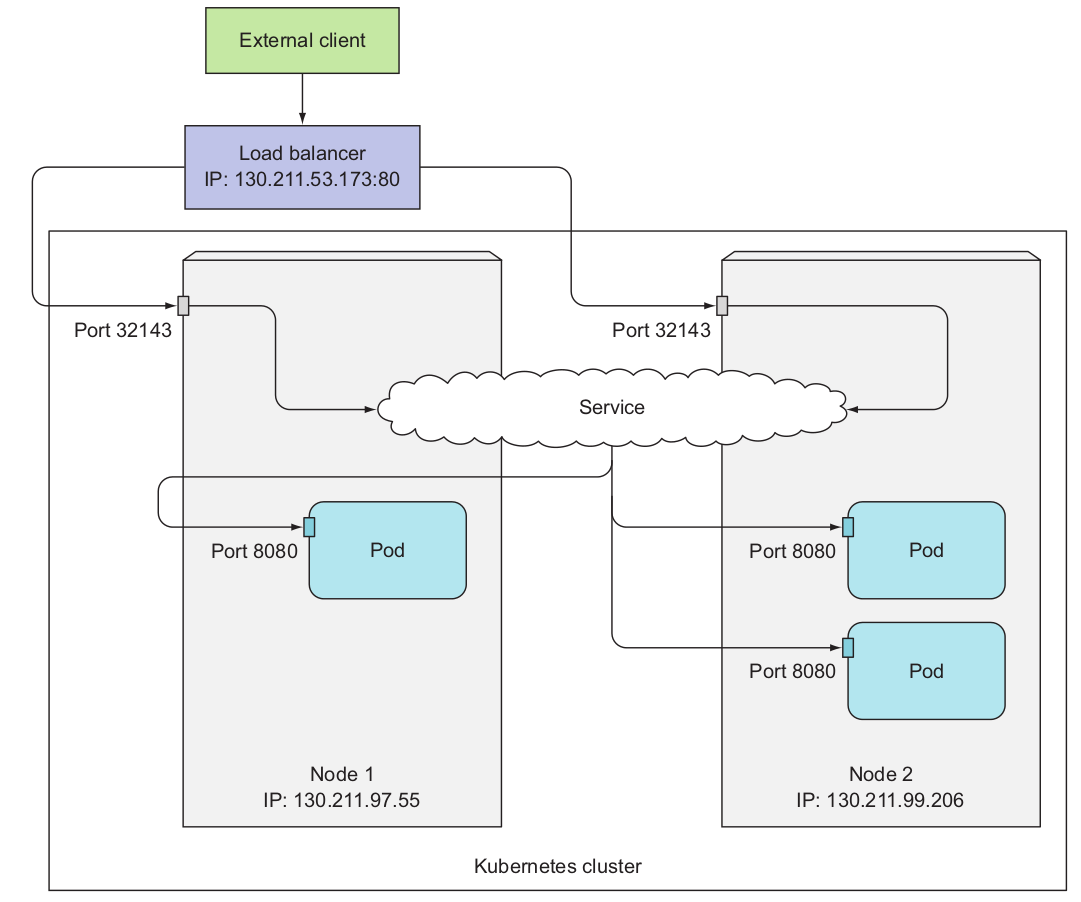 External client
Load balancer
IP: 130.211.53.173:80
Port 32143
Port 32143
Service
Port 8080
Pod
Port 8080
Pod
Port 8080
Pod
Node 1
IP: 130.211.97.55
Node 2
IP: 130.211.99.206
Kubernetes cluster